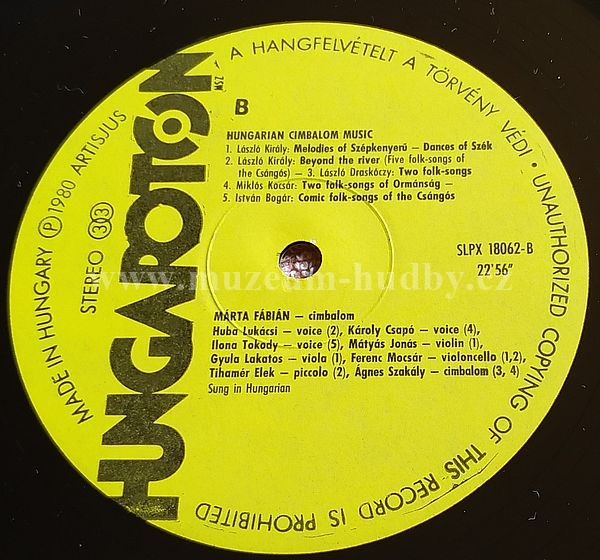 A HANGFELVÉTELT A TÖRVÉNY VÉDI • UNAUTHORIZED COPYING OF THIS RECORD IS PROHIBITED
MADE IN HUNGARY Ⓟ 1980 ARTISJUS
STEREO 33
HUNGAROTON
MSZ
B
HUNGARIAN CIMBALOM MUSIC
1. László Király: Melodies of Szépkenyerű — Dances of Szék
2. László Király: Beyond the river (Five folk-songs of
the Csángós) — 3. László Draskóczy: Two folk-songs
4. Miklós Kocsár: Two folk-songs of Ormánság —
5. István Bogár: Comic folk-songs of the Csángós
SLPX 18062-B
22'56"
www.muzeum-hudby.cz
MÁRTA FÁBIÁN — cimbalom
Huba Lukácsi — voice (2), Károly Csapó — voice (4),
Ilona Tokody — voice (5), Mátyás Jonás — violin (1),
Gyula Lakatos — viola (1), Ferenc Mocsár — violoncello (1,2),
Tihamér Elek — piccolo (2), Ágnes Szakály — cimbalom (3, 4)
Sung in Hungarian